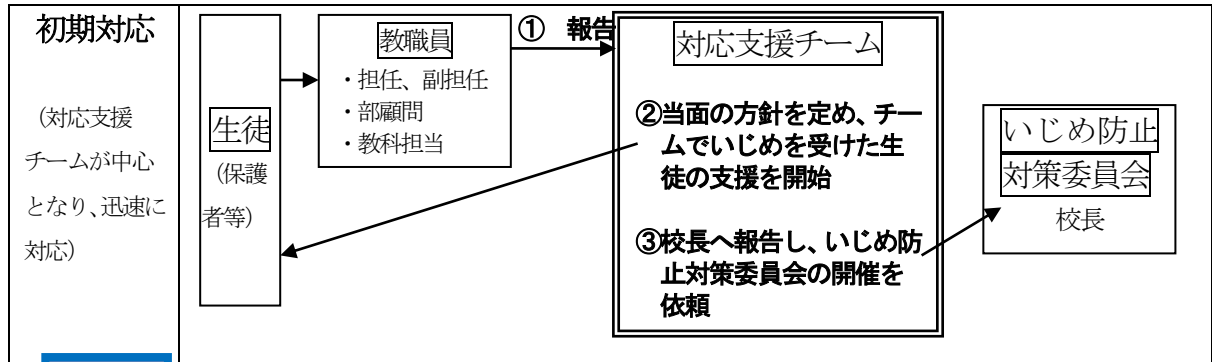 初期対応
(対応支援
チームが中心
となり、迅速に
対応)
生徒
(保護
者等)
教職員
・担任、副担任
・部顧問
・教科担当
① 報告
対応支援チーム
②当面の方針を定め、チー
ムでいじめを受けた生
徒の支援を開始
③校長へ報告し、いじめ防
止対策委員会の開催を
依頼
いじめ防止
対策委員会
校長